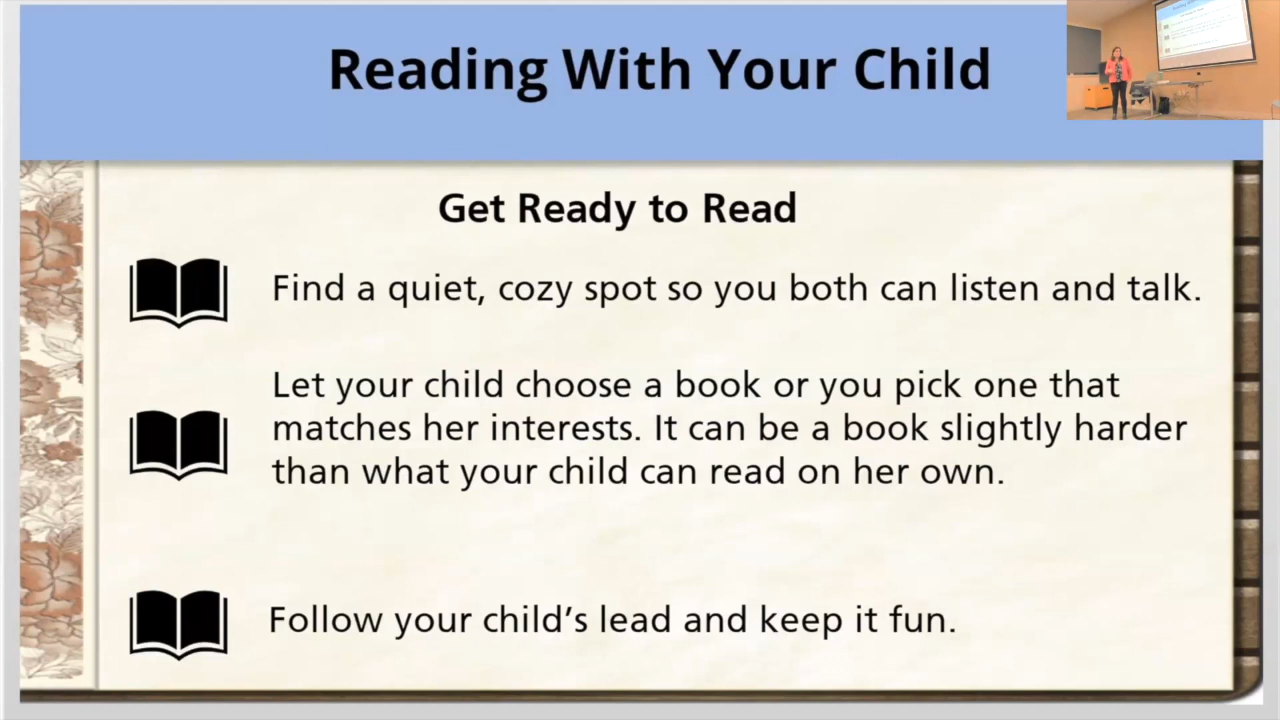 Reading With Your Child
Get Ready to Read
Find a quiet, cozy spot so you both can listen and talk.
Let your child choose a book or you pick one that
matches her interests. It can be a book slightly harder
than what your child can read on her own.
Follow your child’s lead and keep it fun.